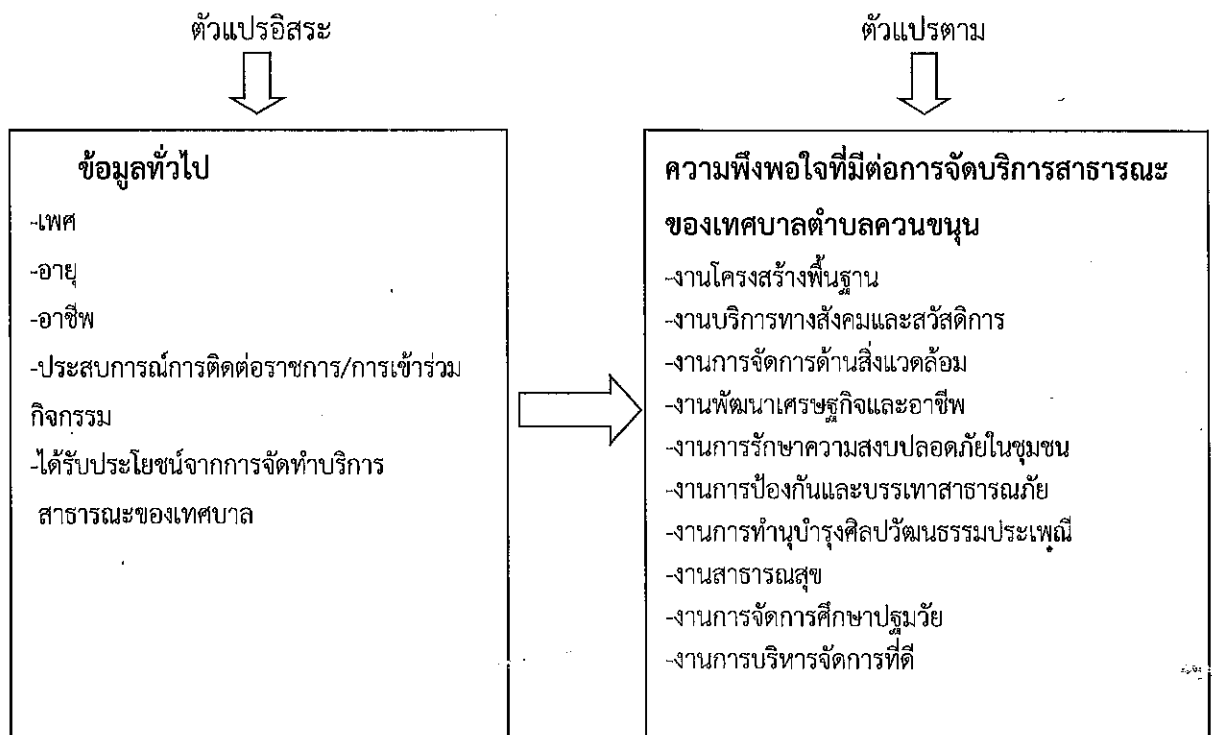 ตัวแปรอิสระ
ตัวแปรตาม
ข้อมูลทั่วไป
-เพศ
-อายุ
-อาชีพ
-ประสบการณ์การติดต่อราชการ/การเข้าร่วม
กิจกรรม
-ได้รับประโยชน์จากการจัดทำบริการ
สาธารณะของเทศบาล
ความพึงพอใจที่มีต่อการจัดบริการสาธารณะ
ของเทศบาลตำบลควนขนุน
-งานโครงสร้างพื้นฐาน
-งานบริการทางสังคมและสวัสดิการ
-งานการจัดการด้านสิ่งแวดล้อม
-งานพัฒนาเศรษฐกิจและอาชีพ
-งานการรักษาความสงบปลอดภัยในชุมชน
-งานการป้องกันและบรรเทาสาธารณภัย
-งานการทำนุบำรุงศิลปวัฒนธรรมประเพณี
-งานสาธารณสุข
-งานการจัดการศึกษาปฐมวัย
-งานการบริหารจัดการที่ดี